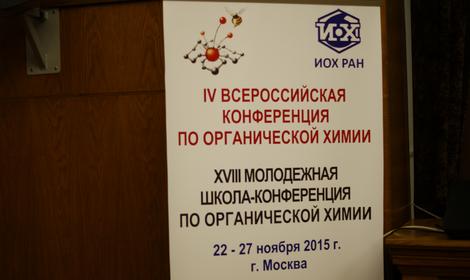 ИОХ
ИОХ РАН
IV ВСЕРОССИЙСКАЯ
КОНФЕРЕНЦИЯ
ПО ОРГАНИЧЕСКОЙ ХИМИИ
XVIII МОЛОДЕЖНАЯ
ШКОЛА-КОНФЕРЕНЦИЯ
ПО ОРГАНИЧЕСКОЙ ХИМИИ
22 - 27 ноября 2015 г.
г. Москва